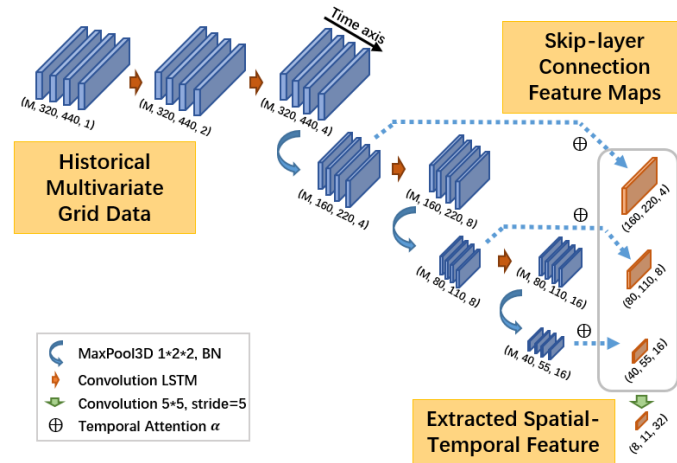 Time axis
(M, 320, 440, 1)
(M, 320, 440, 2)
(M, 320, 440, 4)
Skip-layer
Connection
Feature Maps
Historical
Multivariate
Grid Data
(M, 160, 220, 4)
(M, 160, 220, 8)
(160, 220, 4)
(M, 80, 110, 8)
(M, 80, 110, 16)
(80, 110, 8)
(M, 40, 55, 16)
(40, 55, 16)
MaxPool3D 1*2*2, BN
Convolution LSTM
Convolution 5*5, stride=5
Temporal Attention α
Extracted Spatial-
Temporal Feature
(8, 11, 32)